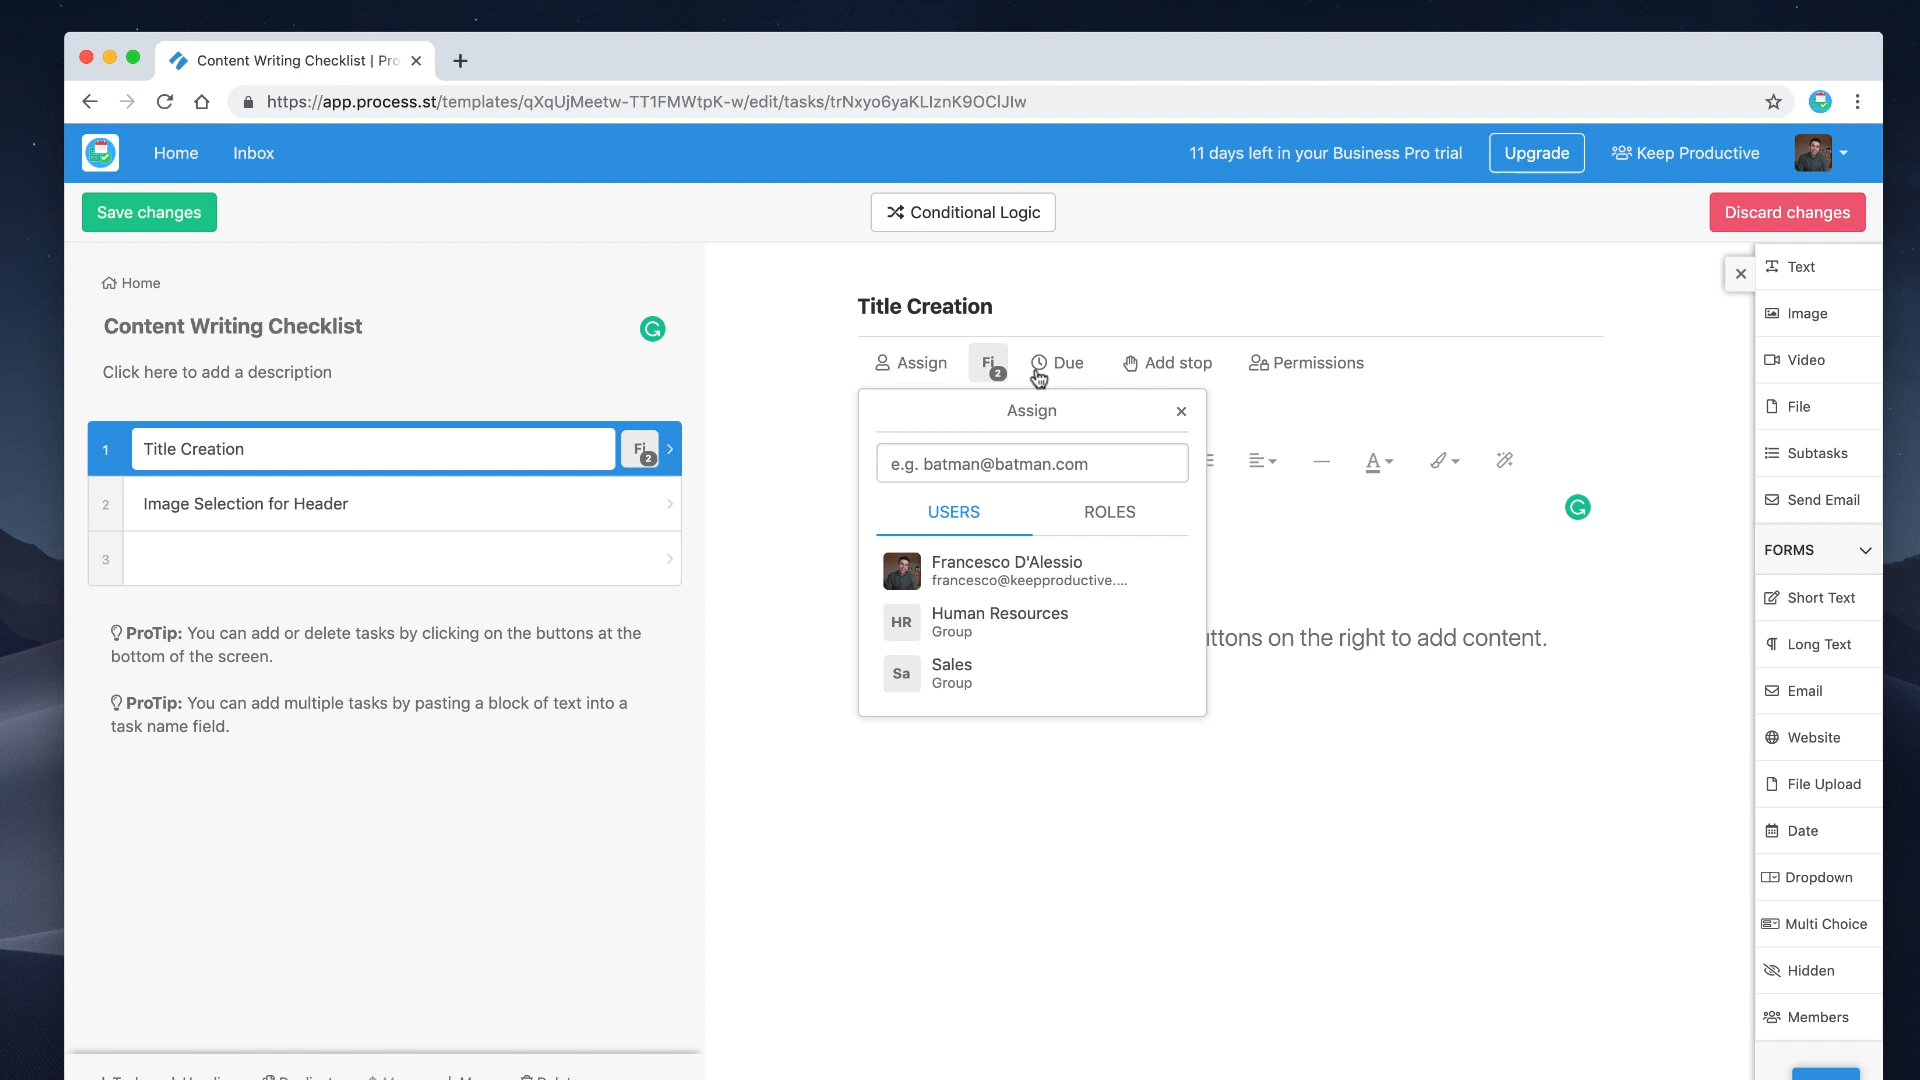 Content Writing Checklist | Pro
https://app.process.st/templates/qXqUjMeetw-TT1FMWtpK-w/edit/tasks/trNxyo6yaKLIznK9OClJIw
Home Inbox 11 days left in your Business Pro trial Upgrade Keep Productive
Save changes Conditional Logic Discard changes
Home
Content Writing Checklist
Click here to add a description
1 Title Creation Fi 2
2 Image Selection for Header
3
ProTip: You can add or delete tasks by clicking on the buttons at the
bottom of the screen.
ProTip: You can add multiple tasks by pasting a block of text into a
task name field.
Title Creation
Assign Fi 2 Due Add stop Permissions
Assign
e.g. batman@batman.com
USERS ROLES
Francesco D'Alessio
francesco@keepproductive....
HR Human Resources
Group
Sa Sales
Group
ttons on the right to add content.
Text
Image
Video
File
Subtasks
Send Email
FORMS
Short Text
Long Text
Email
Website
File Upload
Date
Dropdown
Multi Choice
Hidden
Members